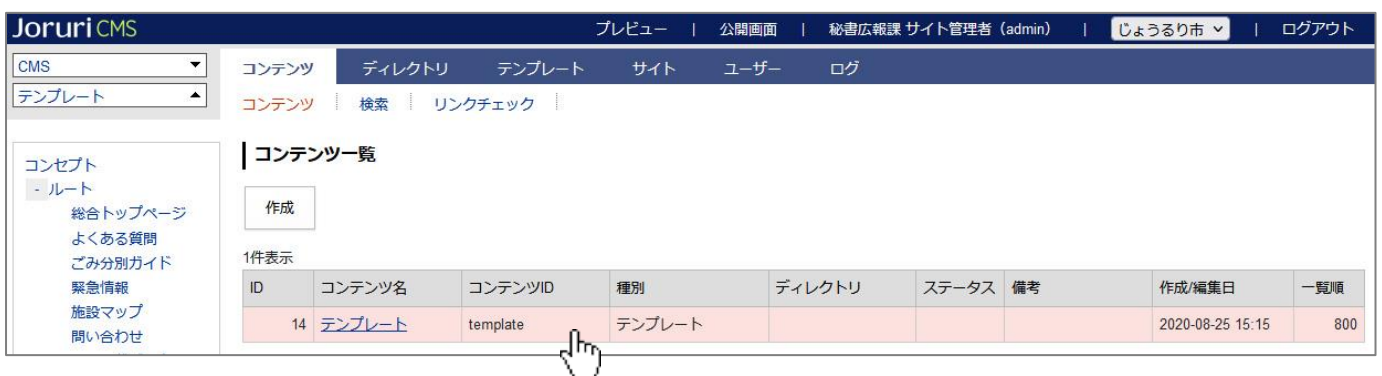 Joruri CMS プレビュー | 公開画面 | 秘書広報課 サイト管理者（admin） | じょうるり市 | ログアウト
CMS
テンプレート
コンテンツ ディレクトリ テンプレート サイト ユーザー ログ
コンテンツ 検索 リンクチェック
コンセプト
- ルート
総合トップページ
よくある質問
ごみ分別ガイド
緊急情報
施設マップ
問い合わせ
コンテンツ一覧
作成
1件表示
ID コンテンツ名 コンテンツID 種別 ディレクトリ ステータス 備考 作成/編集日 一覧順
14 テンプレート template テンプレート 2020-08-25 15:15 800